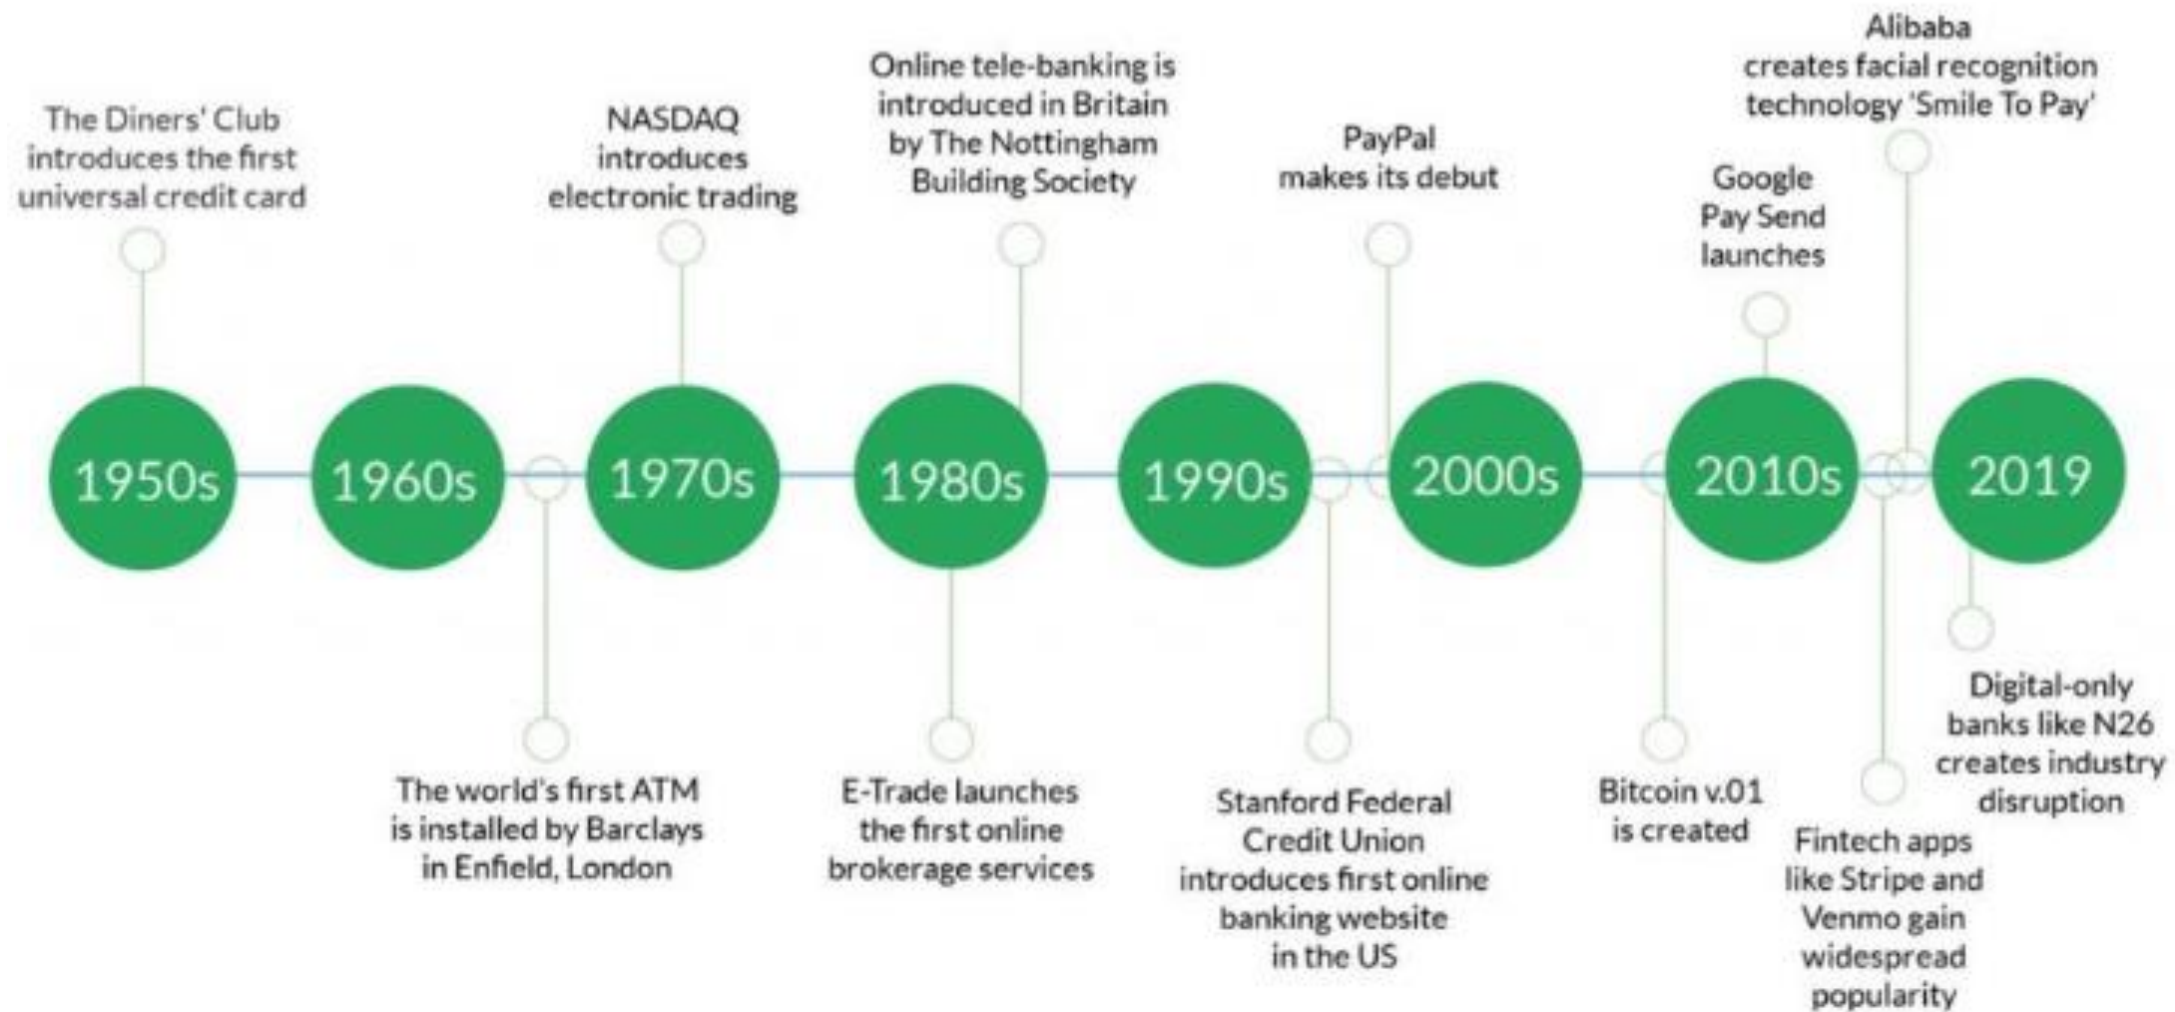 The Diners' Club
introduces the first
universal credit card
NASDAQ
introduces
electronic trading
Online tele-banking is
introduced in Britain
by The Nottingham
Building Society
PayPal
makes its debut
Google
Pay Send
launches
Alibaba
creates facial recognition
technology 'Smile To Pay'
1950s
1960s
1970s
1980s
1990s
2000s
2010s
2019
The world's first ATM
is installed by Barclays
in Enfield, London
E-Trade launches
the first online
brokerage services
Stanford Federal
Credit Union
introduces first online
banking website
in the US
Bitcoin v.01
is created
Fintech apps
like Stripe and
Venmo gain
widespread
popularity
Digital-only
banks like N26
creates industry
disruption